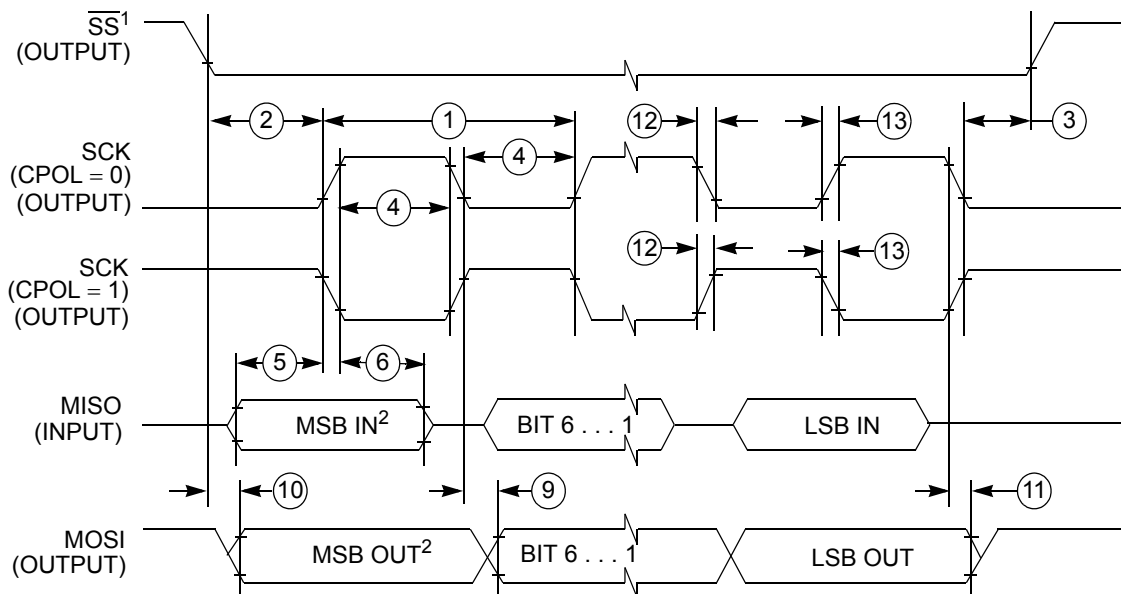 SS¹
(OUTPUT)
2
1
12
13
3
SCK
(CPOL = 0)
(OUTPUT)
4
4
SCK
(CPOL = 1)
(OUTPUT)
12
13
5
6
MISO
(INPUT)
MSB IN²
BIT 6 . . . 1
LSB IN
10
9
11
MOSI
(OUTPUT)
MSB OUT²
BIT 6 . . . 1
LSB OUT